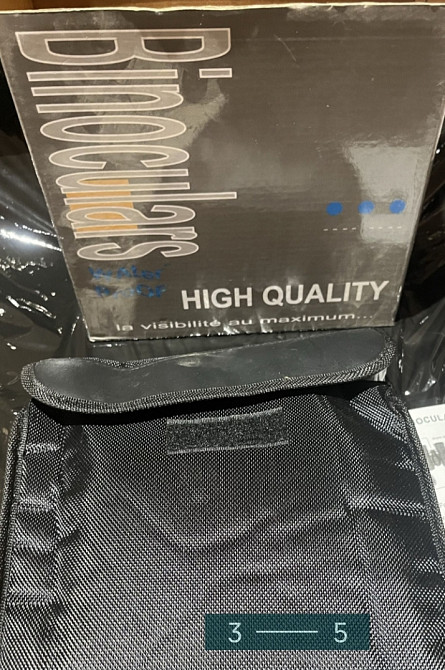 Binoculars
HIGH QUALITY
la visibilité au maximum...
3 5